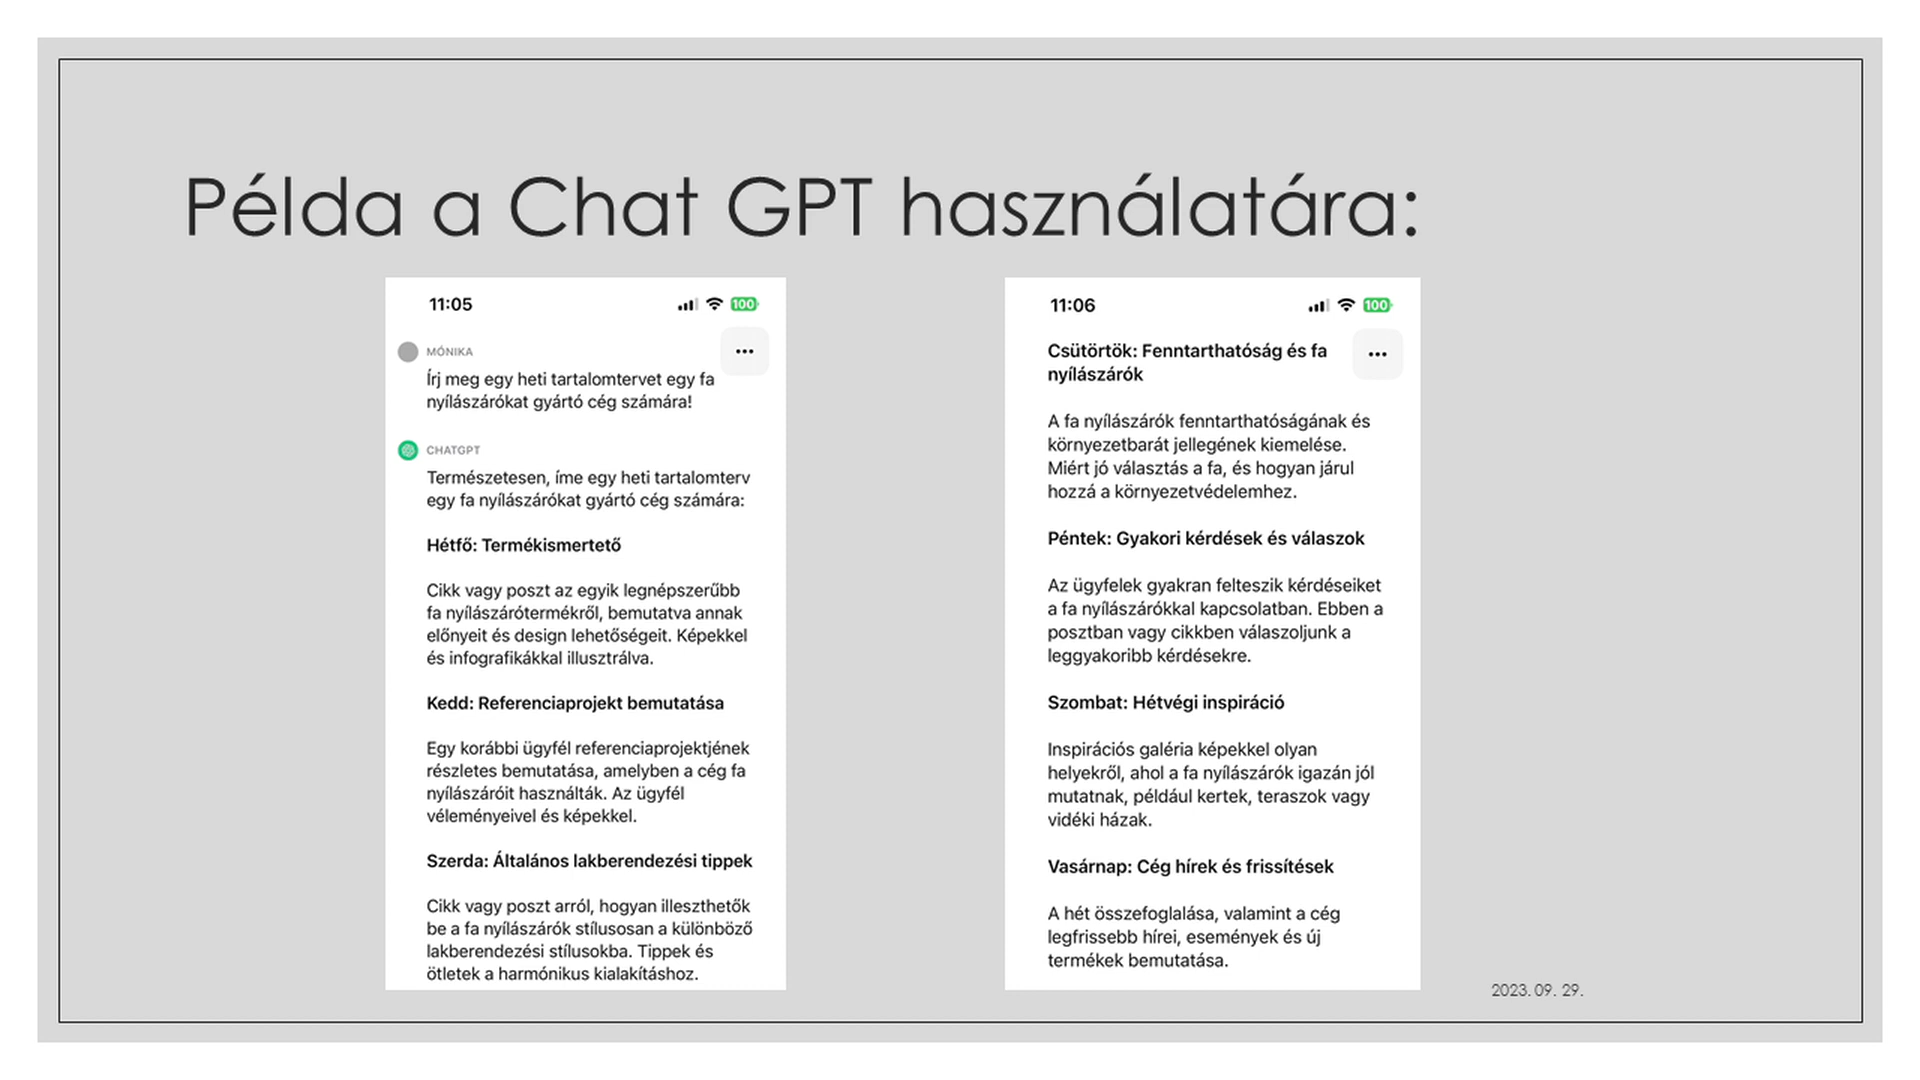 Példa a Chat GPT használatára:
11:05
100
MÓNIKA
...
Írj meg egy heti tartalomtervet egy fa
nyílászárókat gyártó cég számára!
CHATGPT
Természetesen, íme egy heti tartalomterv
egy fa nyílászárókat gyártó cég számára:
Hétfő: Termékismertető
Cikk vagy poszt az egyik legnépszerűbb
fa nyílászárótermékről, bemutatva annak
előnyeit és design lehetőségeit. Képekkel
és infografikákkal illusztrálva.
Kedd: Referenciaprojekt bemutatása
Egy korábbi ügyfél referenciaprojektjének
részletes bemutatása, amelyben a cég fa
nyílászáróit használták. Az ügyfél
véleményeivel és képekkel.
Szerda: Általános lakberendezési tippek
Cikk vagy poszt arról, hogyan illeszthetők
be a fa nyílászárók stílusosan a különböző
lakberendezési stílusokba. Tippek és
ötletek a harmónikus kialakításhoz.
11:06
100
Csütörtök: Fenntarthatóság és fa
nyílászárók
...
A fa nyílászárók fenntarthatóságának és
környezetbarát jellegének kiemelése.
Miért jó választás a fa, és hogyan járul
hozzá a környezetvédelemhez.
Péntek: Gyakori kérdések és válaszok
Az ügyfelek gyakran felteszik kérdéseiket
a fa nyílászárókkal kapcsolatban. Ebben a
posztban vagy cikkben válaszoljunk a
leggyakoribb kérdésekre.
Szombat: Hétvégi inspiráció
Inspirációs galéria képekkel olyan
helyekről, ahol a fa nyílászárók igazán jól
mutatnak, például kertek, teraszok vagy
vidéki házak.
Vasárnap: Cég hírek és frissítések
A hét összefoglalása, valamint a cég
legfrissebb hírei, események és új
termékek bemutatása.
2023. 09. 29.